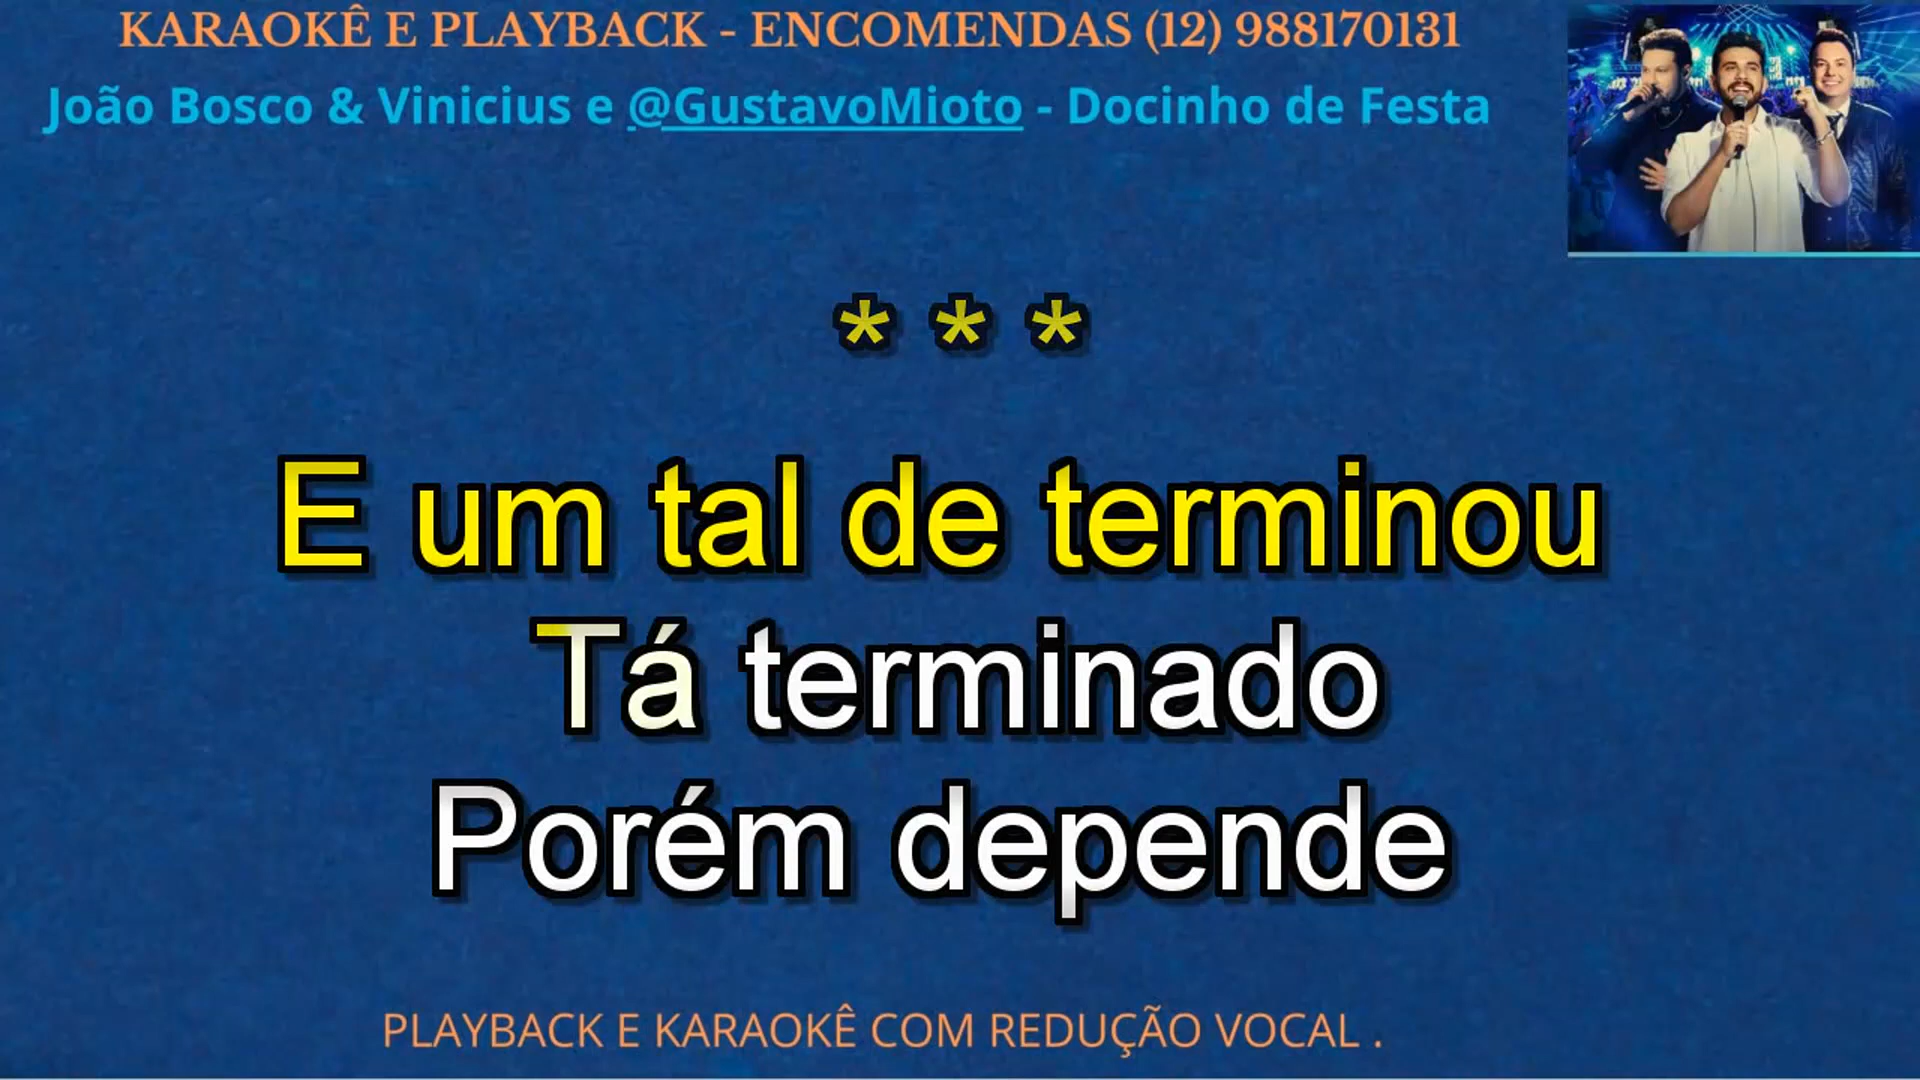 KARAOKÊ E PLAYBACK - ENCOMENDAS (12) 988170131
João Bosco & Vinicius e @GustavoMioto - Docinho de Festa
* * *
E um tal de terminou
Tá terminado
Porém depende
PLAYBACK E KARAOKÊ COM REDUÇÃO VOCAL .